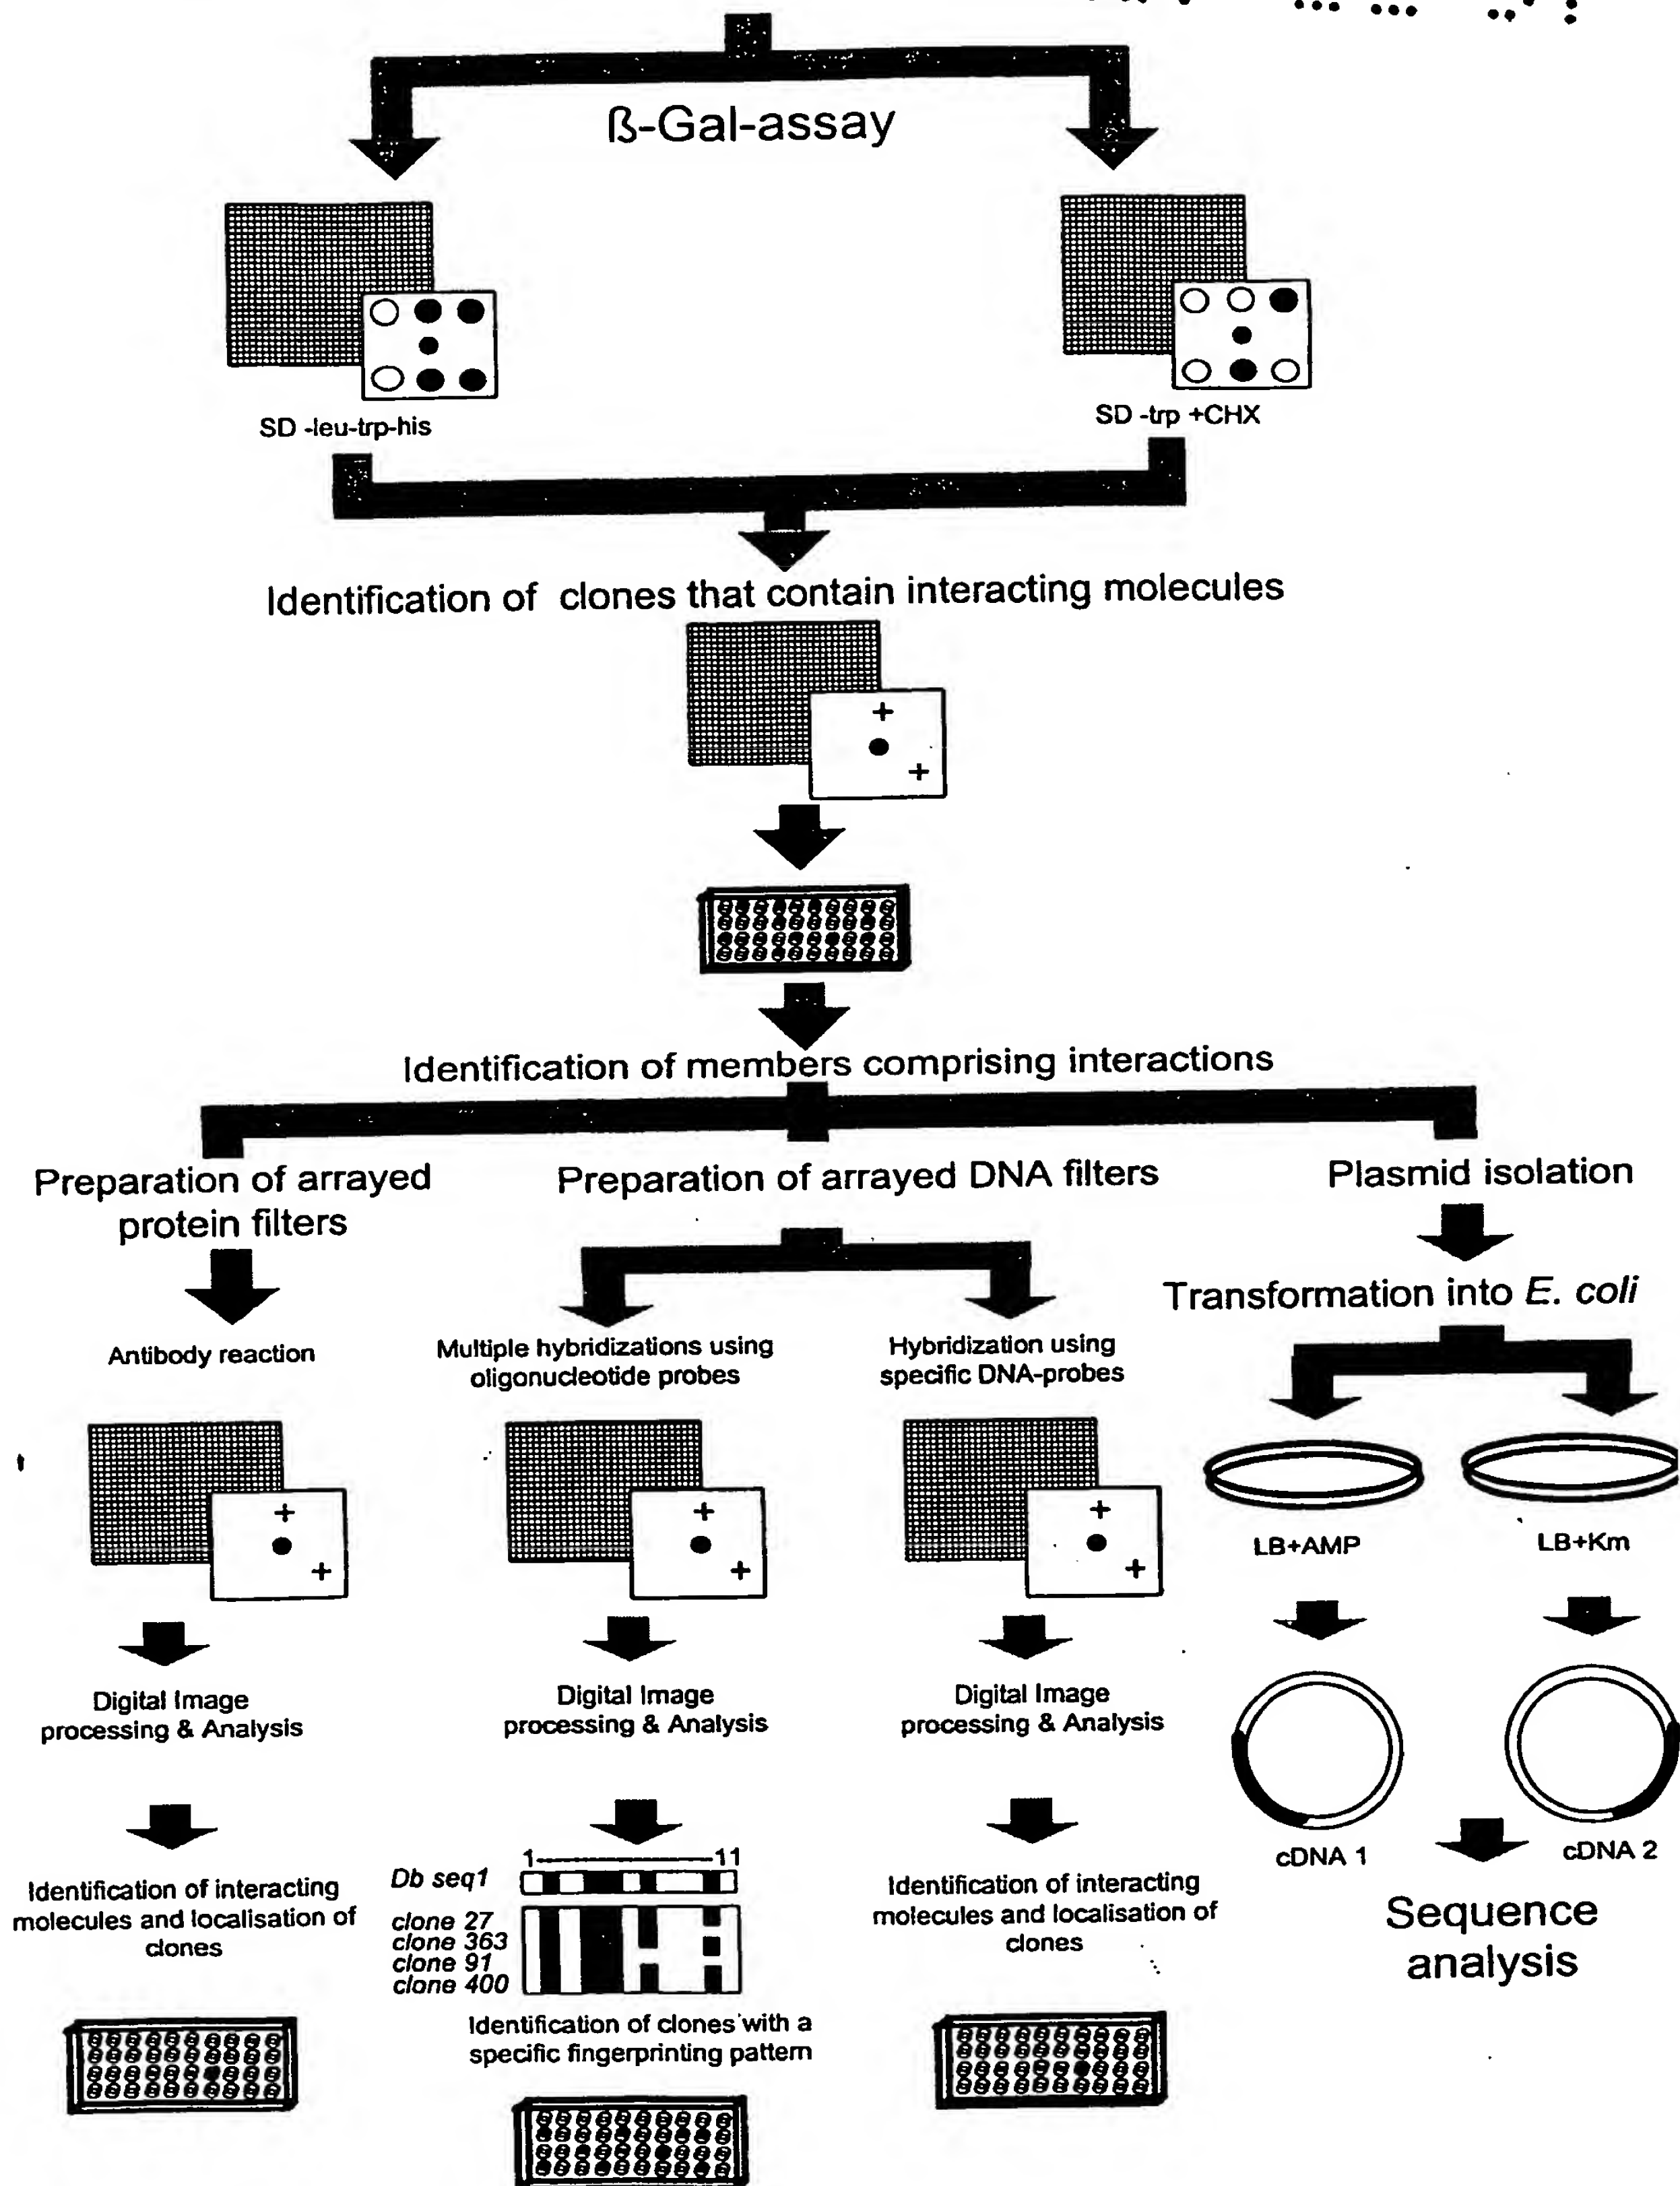 ß-Gal-assay
SD -leu-trp-his
SD -trp +CHX
Identification of clones that contain interacting molecules
+
+
Identification of members comprising interactions
Preparation of arrayed
protein filters
Preparation of arrayed DNA filters
Plasmid isolation
Transformation into E. coli
Antibody reaction
Multiple hybridizations using
oligonucleotide probes
Hybridization using
specific DNA-probes
+
+
+
+
+
+
LB+AMP
LB+Km
Digital Image
processing & Analysis
Digital Image
processing & Analysis
Digital Image
processing & Analysis
cDNA 1
cDNA 2
Sequence
analysis
Identification of interacting
molecules and localisation of
clones
1 11
Db seq1
clone 27
clone 363
clone 91
clone 400
Identification of clones with a
specific fingerprinting pattern
Identification of interacting
molecules and localisation of
clones